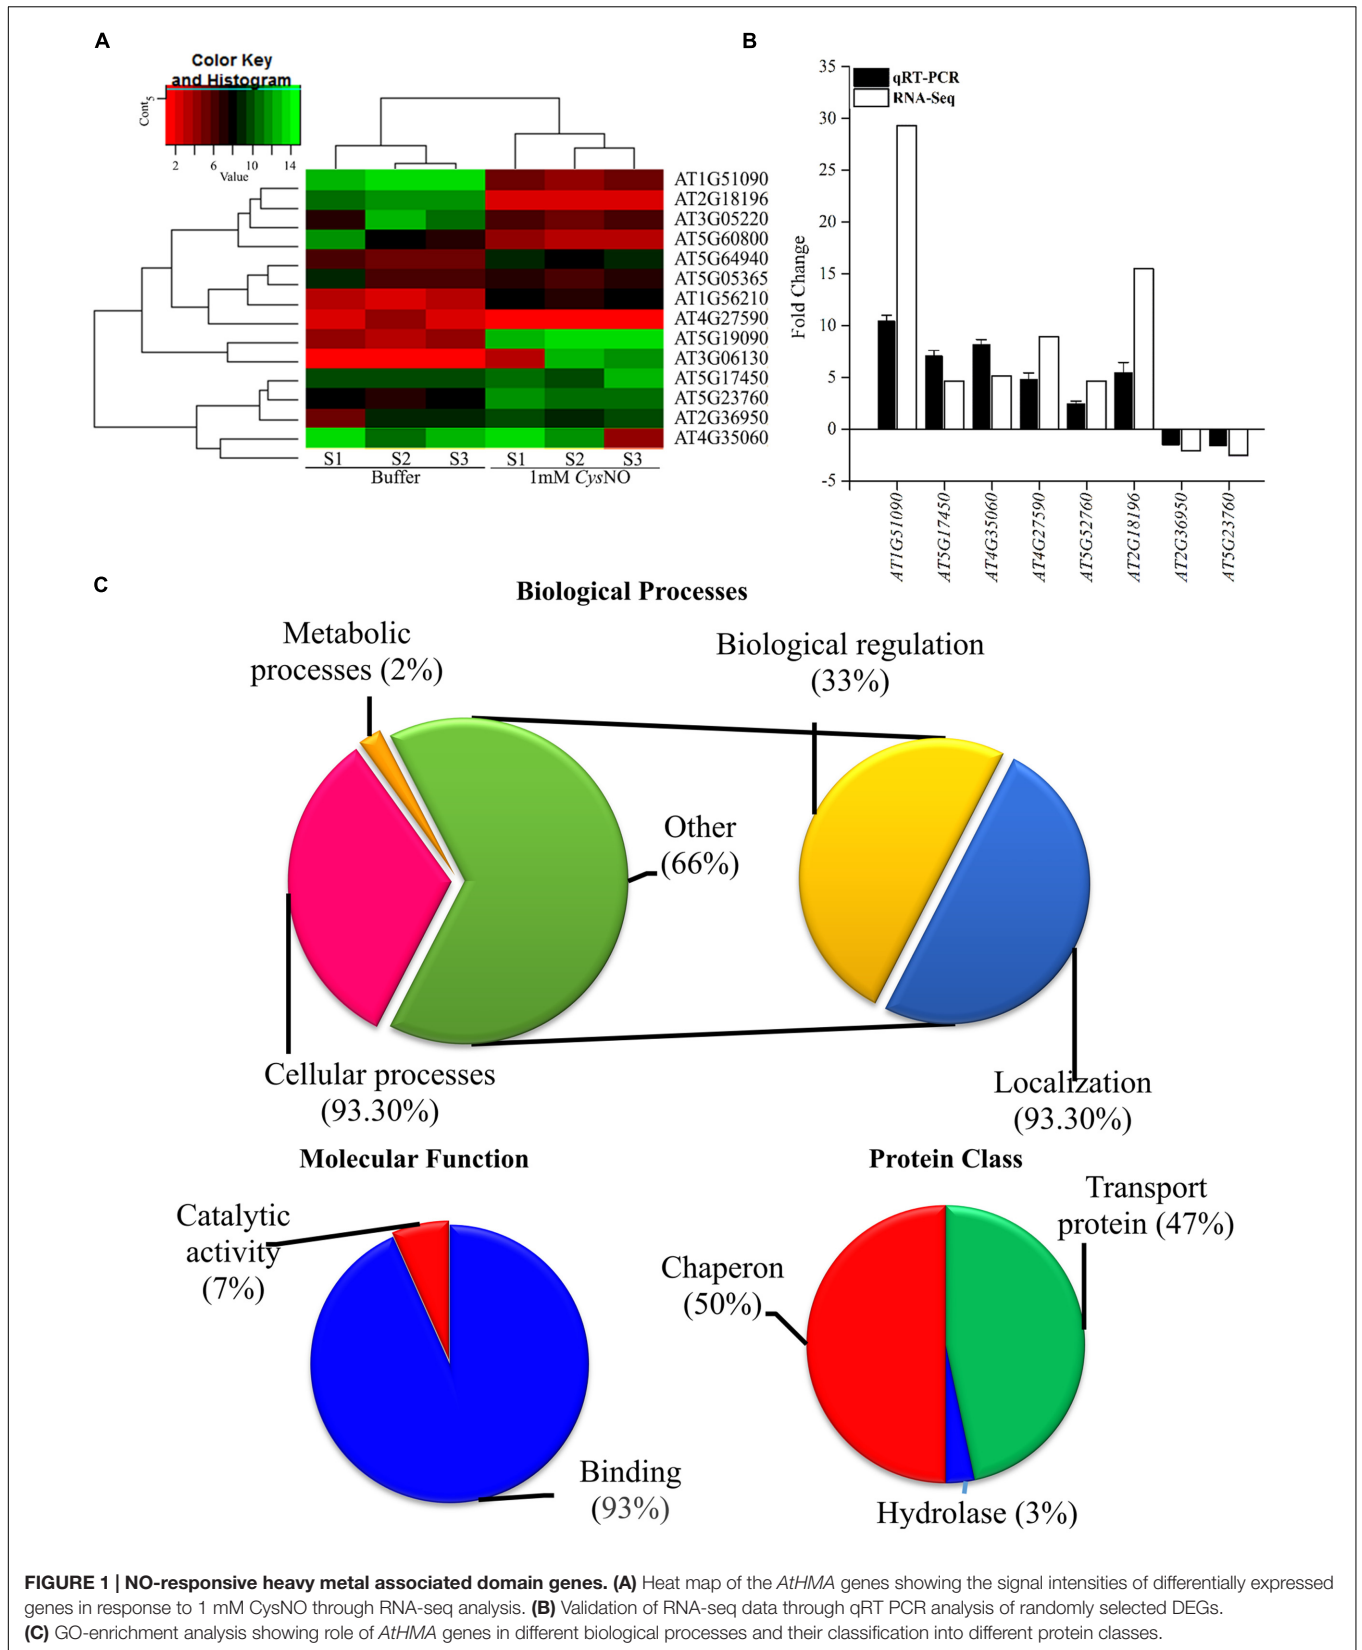 A
Color Key
and Histogram
Cont
5
2 6 10 14
Value
AT1G51090
AT2G18196
AT3G05220
AT5G60800
AT5G64940
AT5G05365
AT1G56210
AT4G27590
AT5G19090
AT3G06130
AT5G17450
AT5G23760
AT2G36950
AT4G35060
S1 S2 S3 S1 S2 S3
Buffer 1mM CysNO
B
qRT-PCR
RNA-Seq
Fold Change
35
30
25
20
15
10
5
0
-5
AT1G51090
AT5G17450
AT4G35060
AT4G27590
AT5G52760
AT2G18196
AT2G36950
AT5G23760
C
Biological Processes
Metabolic
processes (2%)
Biological regulation
(33%)
Other
(66%)
Cellular processes
(93.30%)
Localization
(93.30%)
Molecular Function
Catalytic
activity
(7%)
Binding
(93%)
Protein Class
Transport
protein (47%)
Chaperon
(50%)
Hydrolase (3%)
FIGURE 1 | NO-responsive heavy metal associated domain genes. (A) Heat map of the AtHMA genes showing the signal intensities of differentially expressed
genes in response to 1 mM CysNO through RNA-seq analysis. (B) Validation of RNA-seq data through qRT PCR analysis of randomly selected DEGs.
(C) GO-enrichment analysis showing role of AtHMA genes in different biological processes and their classification into different protein classes.